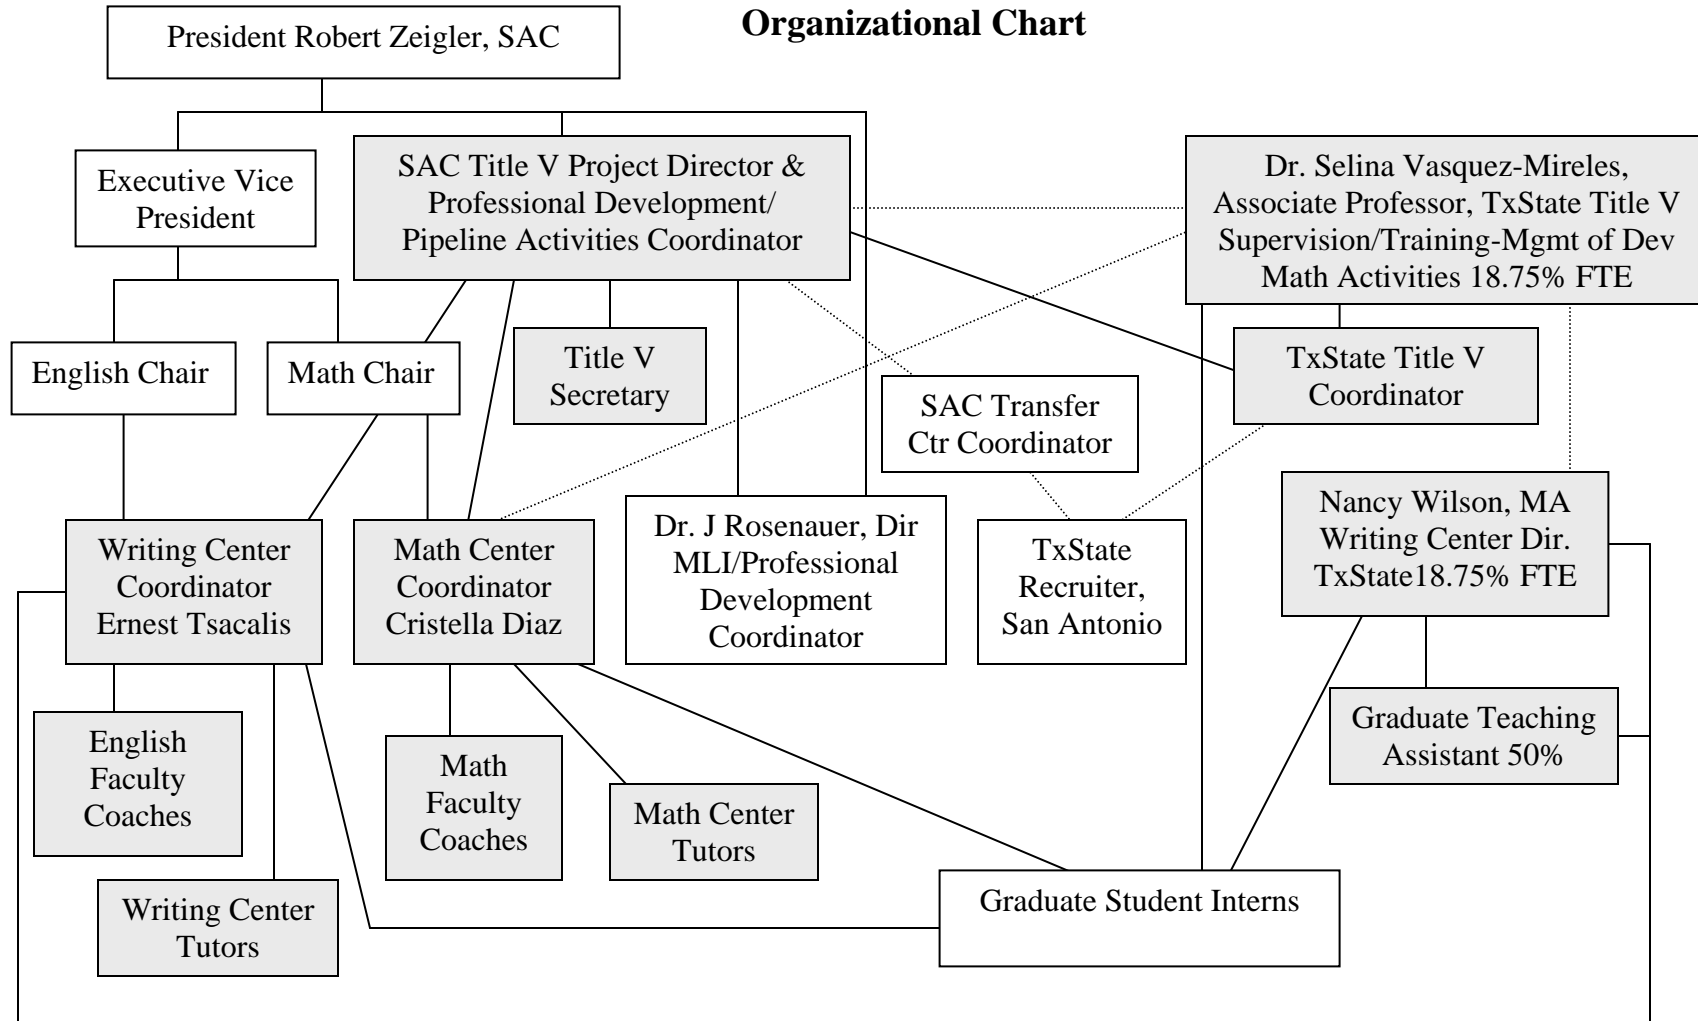 Organizational Chart
President Robert Zeigler, SAC
Executive Vice
President
SAC Title V Project Director &
Professional Development/
Pipeline Activities Coordinator
Dr. Selina Vasquez-Mireles,
Associate Professor, TxState Title V
Supervision/Training-Mgmt of Dev
Math Activities 18.75% FTE
English Chair
Math Chair
Title V
Secretary
SAC Transfer
Ctr Coordinator
TxState Title V
Coordinator
Writing Center
Coordinator
Ernest Tsacalis
Math Center
Coordinator
Cristella Diaz
Dr. J Rosenauer, Dir
MLI/Professional
Development
Coordinator
TxState
Recruiter,
San Antonio
Nancy Wilson, MA
Writing Center Dir.
TxState18.75% FTE
English
Faculty
Coaches
Math
Faculty
Coaches
Math Center
Tutors
Graduate Teaching
Assistant 50%
Writing Center
Tutors
Graduate Student Interns